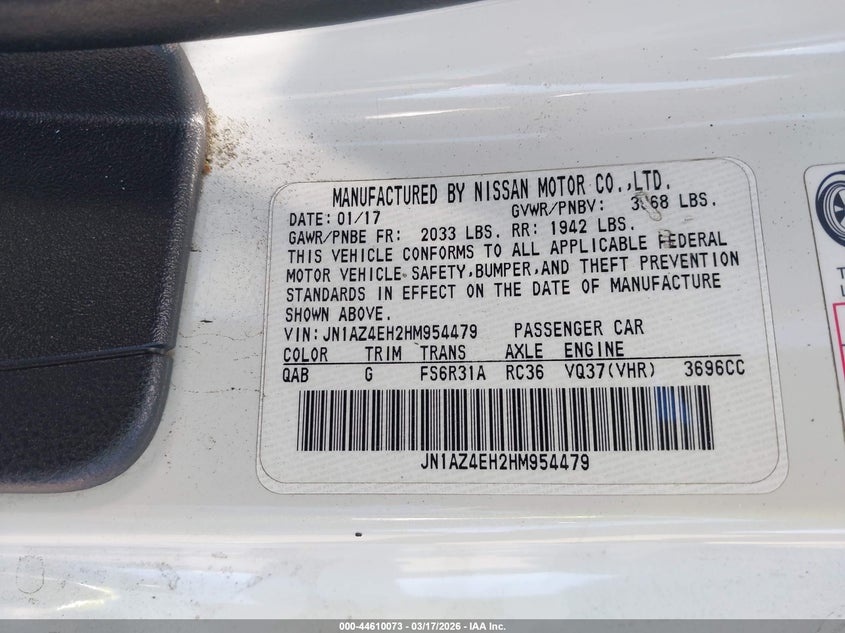 MANUFACTURED BY NISSAN MOTOR CO.,LTD.
DATE: 01/17 GVWR/PNBV: LBS.
GAWR/PNBE FR: 2033 LBS. RR: 1942 LBS.
THIS VEHICLE CONFORMS TO ALL APPLICABLE FEDERAL
MOTOR VEHICLE SAFETY,BUMPER,AND THEFT PREVENTION
STANDARDS IN EFFECT ON THE DATE OF MANUFACTURE
SHOWN ABOVE.
VIN:JN1AZ4EH2HM954479 PASSENGER CAR
COLOR TRIM TRANS AXLE ENGINE
QAB G FS6R31A RC36 VQ37(VHR) 3696CC
JN1AZ4EH2HM954479
000-44610073 - 03/17/2026 - IAA Inc.